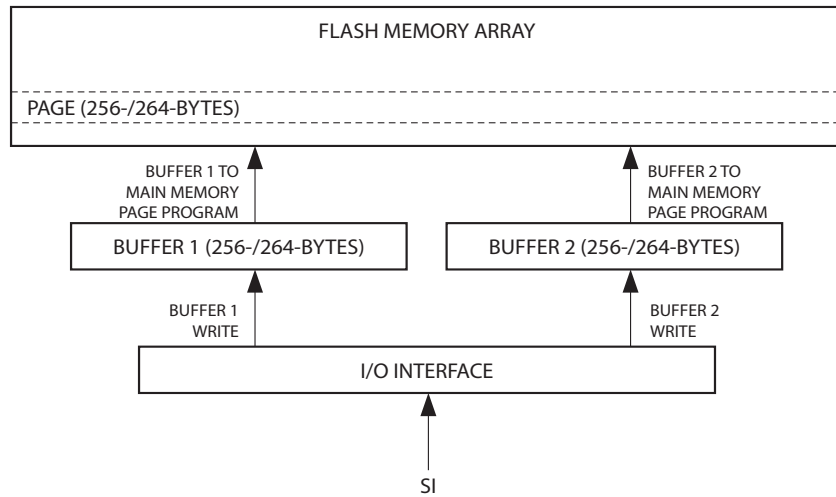 FLASH MEMORY ARRAY
PAGE (256-/264-BYTES)
BUFFER 1 TO
MAIN MEMORY
PAGE PROGRAM
BUFFER 2 TO
MAIN MEMORY
PAGE PROGRAM
BUFFER 1 (256-/264-BYTES)
BUFFER 2 (256-/264-BYTES)
BUFFER 1
WRITE
BUFFER 2
WRITE
I/O INTERFACE
SI